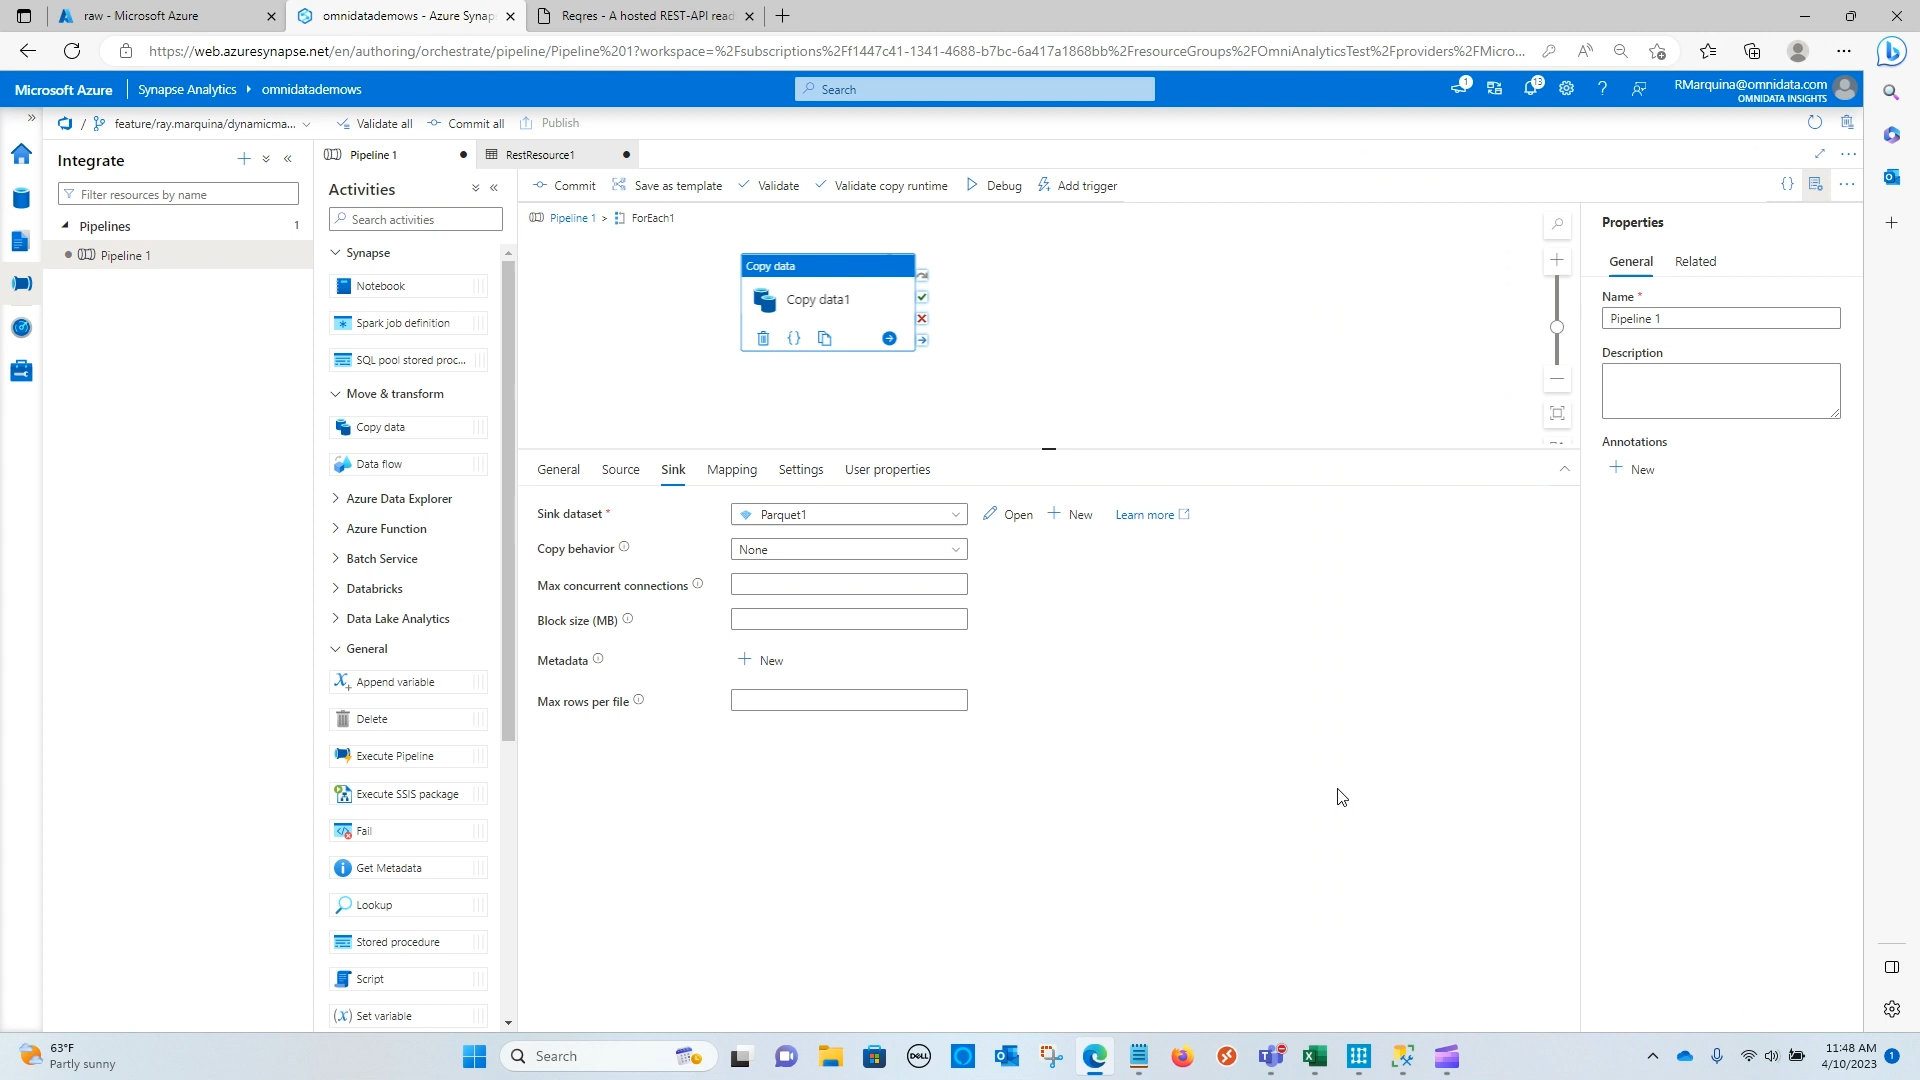 raw - Microsoft Azure
omnidatademows - Azure Synaps
Reqres - A hosted REST-API read
https://web.azuresynapse.net/en/authoring/orchestrate/pipeline/Pipeline%201?workspace=%2Fsubscriptions%2Ff1447c41-1341-4688-b7bc-6a417a1868bb%2FresourceGroups%2FOmniAnalyticsTest%2Fproviders%2FMicro...
Microsoft Azure
Synapse Analytics
omnidatademows
Search
1
13
RMarquina@omnidata.com
OMNIDATA INSIGHTS
/ feature/ray.marquina/dynamicma...
Validate all
Commit all
Publish
Integrate
Filter resources by name
Pipelines
1
Pipeline 1
Pipeline 1
RestResource1
Activities
Search activities
Synapse
Notebook
Spark job definition
SQL pool stored proc...
Move & transform
Copy data
Data flow
Azure Data Explorer
Azure Function
Batch Service
Databricks
Data Lake Analytics
General
Append variable
Delete
Execute Pipeline
Execute SSIS package
Fail
Get Metadata
Lookup
Stored procedure
Script
Set variable
Commit
Save as template
Validate
Validate copy runtime
Debug
Add trigger
Pipeline 1 > ForEach1
Copy data
Copy data1
General
Source
Sink
Mapping
Settings
User properties
Sink dataset *
Parquet1
Open
New
Learn more
Copy behavior
None
Max concurrent connections
Block size (MB)
Metadata
New
Max rows per file
Properties
General
Related
Name *
Pipeline 1
Description
Annotations
New
63°F
Partly sunny
Search
DELL
11:48 AM
4/10/2023
1